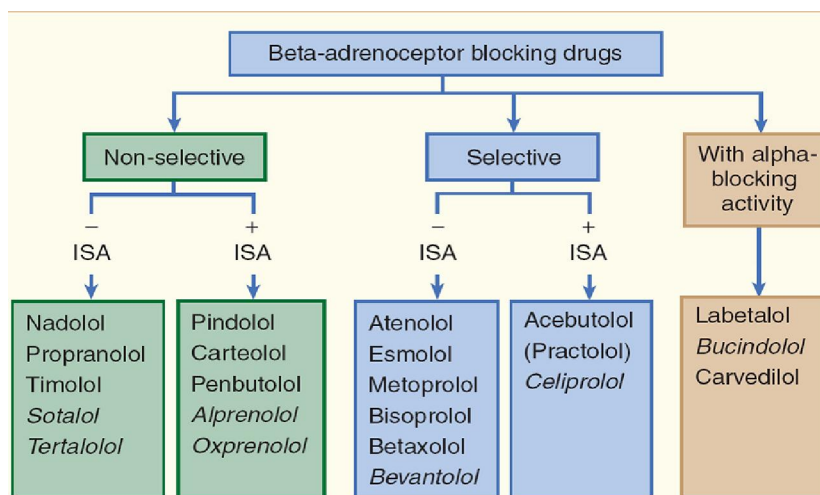 Beta-adrenoceptor blocking drugs
Non-selective
Selective
With alpha-
blocking
activity
–
ISA
+
ISA
–
ISA
+
ISA
Nadolol
Propranolol
Timolol
Sotalol
Tertalolol
Pindolol
Carteolol
Penbutolol
Alprenolol
Oxprenolol
Atenolol
Esmolol
Metoprolol
Bisoprolol
Betaxolol
Bevantolol
Acebutolol
(Practolol)
Celiprolol
Labetalol
Bucindolol
Carvedilol